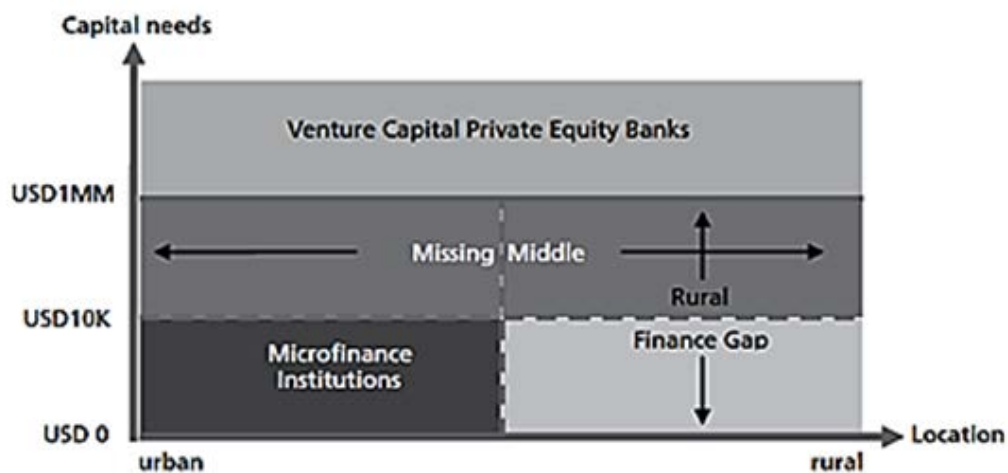 Capital needs
Venture Capital Private Equity Banks
USD1MM
Missing Middle
Rural
USD10K
Finance Gap
Microfinance
Institutions
USD 0
Location
urban
rural